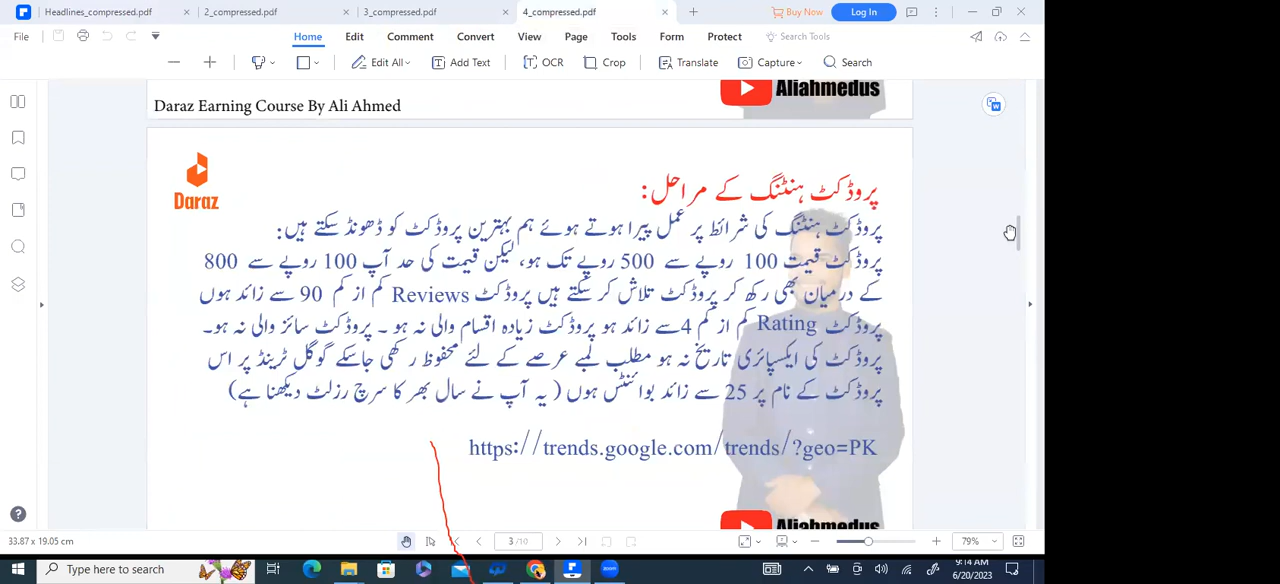 Headlines_compressed.pdf 2_compressed.pdf 3_compressed.pdf 4_compressed.pdf Buy Now Log In
File Home Edit Comment Convert View Page Tools Form Protect Search Tools
Edit All Add Text OCR Crop Translate Capture Search
Aliahmedus
Daraz Earning Course By Ali Ahmed
Daraz
پروڈکٹ ہنٹنگ کے مراحل:
پروڈکٹ ہنٹنگ کی شرائط پر عمل پیرا ہوتے ہوئے ہم بہترین پروڈکٹ کو ڈھونڈ سکتے ہیں:
پروڈکٹ قیمت 100 روپے سے 500 روپے تک ہو، لیکن قیمت کی حد آپ 100 روپے سے 800
کے درمیان بھی رکھ کر پروڈکٹ تلاش کر سکتے ہیں پروڈکٹ Reviews کم از کم 90 سے زائد ہوں
پروڈکٹ Rating کم از کم 4سے زائد ہو پروڈکٹ زیادہ اقسام والی نہ ہو ۔ پروڈکٹ سائز والی نہ ہو۔
پروڈکٹ کی ایکسپائری تاریخ نہ ہو مطلب لمبے عرصے کے لئے محفوظ رکھی جاسکے گوگل ٹرینڈ پر اس
پروڈکٹ کے نام پر 25 سے زائد پوائنٹس ہوں ( یہ آپ نے سال بھر کا سرچ رزلٹ دیکھنا ہے)
https://trends.google.com/trends/?geo=PK
Aliahmedus
33.87 x 19.05 cm 3 /10 79%
Type here to search zoom 9:14 AM
6/20/2023